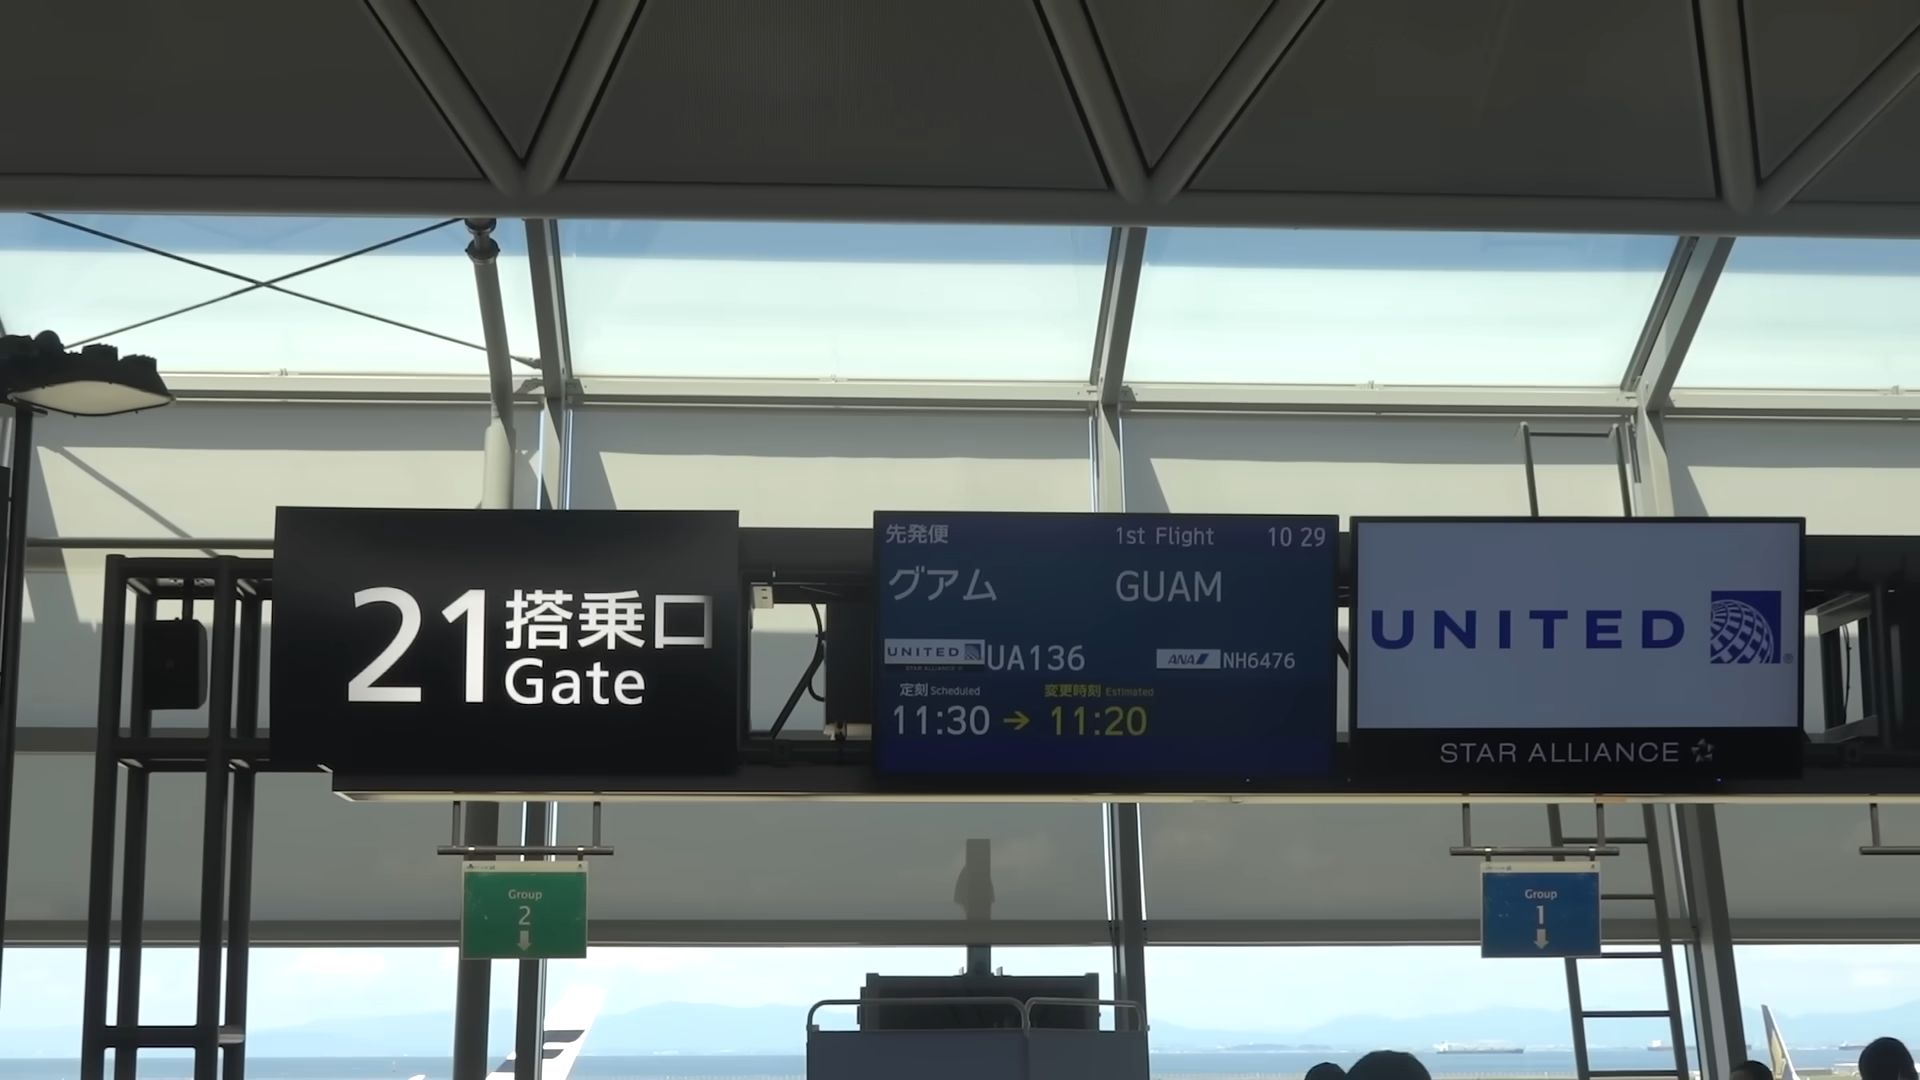 21 搭乗口
Gate
先発便 1st Flight 10 29
グアム GUAM
UNITED UA136 ANA NH6476
STAR ALLIANCE
定刻 Scheduled 変更時刻 Estimated
11:30 → 11:20
UNITED
STAR ALLIANCE
Group
2
Group
1